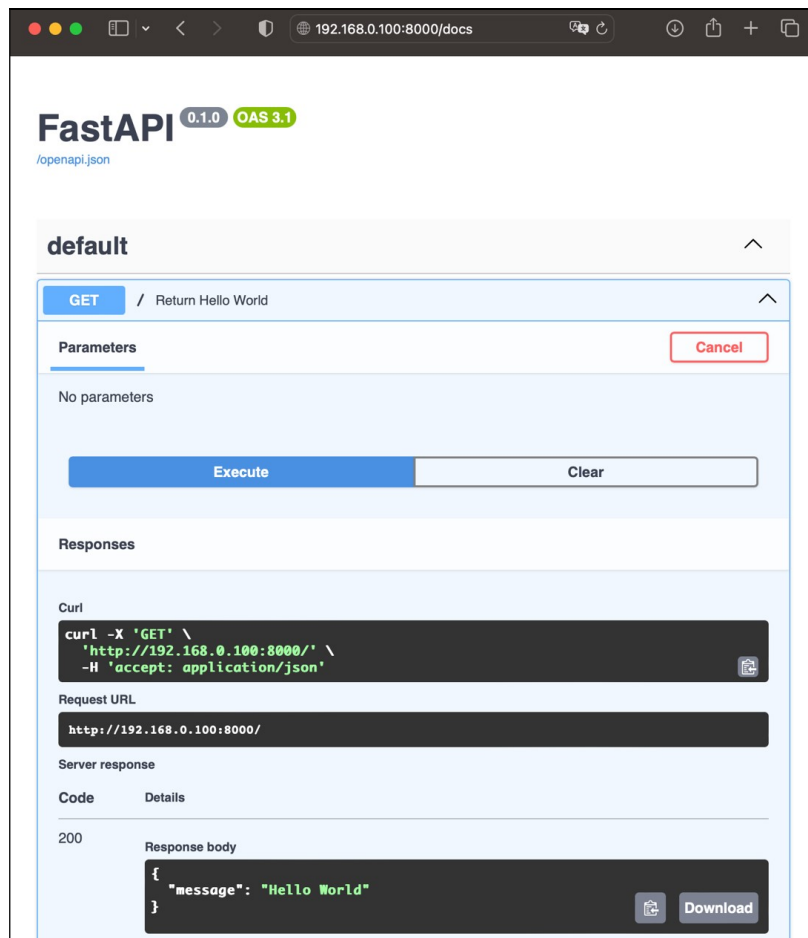 192.168.0.100:8000/docs
FastAPI 0.1.0 OAS 3.1
/openapi.json
default
GET / Return Hello World
Parameters
Cancel
No parameters
Execute
Clear
Responses
Curl
curl -X 'GET' \
  'http://192.168.0.100:8000/' \
  -H 'accept: application/json'
Request URL
http://192.168.0.100:8000/
Server response
Code Details
200
Response body
{
  "message": "Hello World"
}
Download